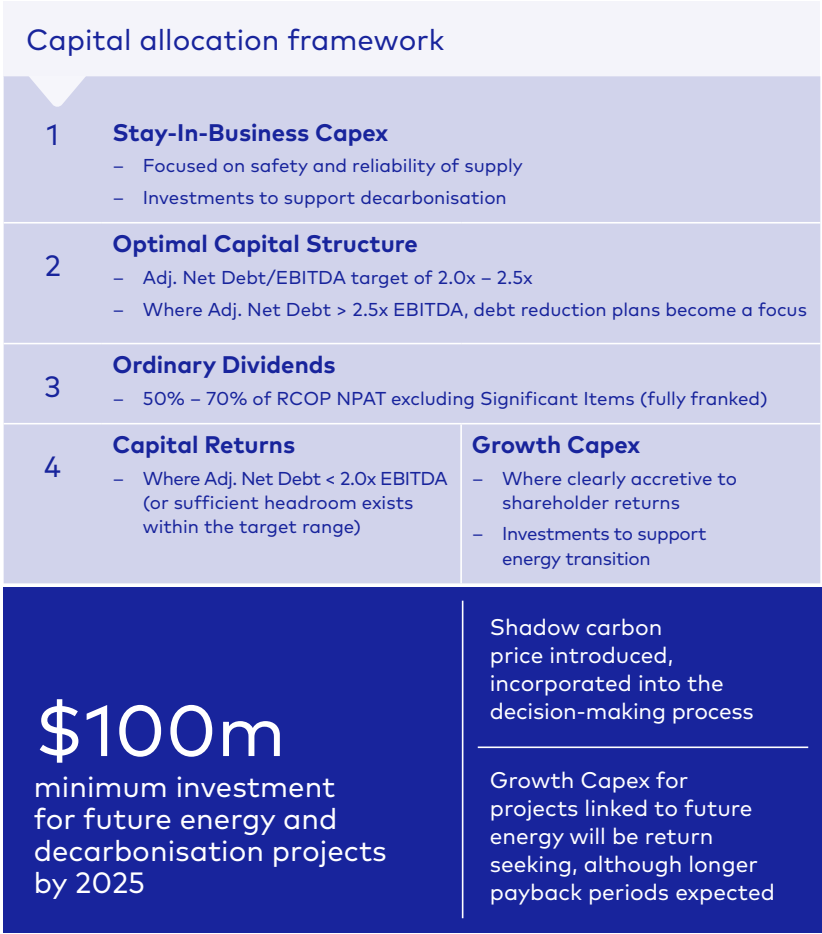 Capital allocation framework
1
Stay-In-Business Capex
– Focused on safety and reliability of supply
– Investments to support decarbonisation
2
Optimal Capital Structure
– Adj. Net Debt/EBITDA target of 2.0x – 2.5x
– Where Adj. Net Debt > 2.5x EBITDA, debt reduction plans become a focus
3
Ordinary Dividends
– 50% – 70% of RCOP NPAT excluding Significant Items (fully franked)
4
Capital Returns
– Where Adj. Net Debt < 2.0x EBITDA
(or sufficient headroom exists
within the target range)
Growth Capex
– Where clearly accretive to
shareholder returns
– Investments to support
energy transition
$100m
minimum investment
for future energy and
decarbonisation projects
by 2025
Shadow carbon
price introduced,
incorporated into the
decision-making process
Growth Capex for
projects linked to future
energy will be return
seeking, although longer
payback periods expected